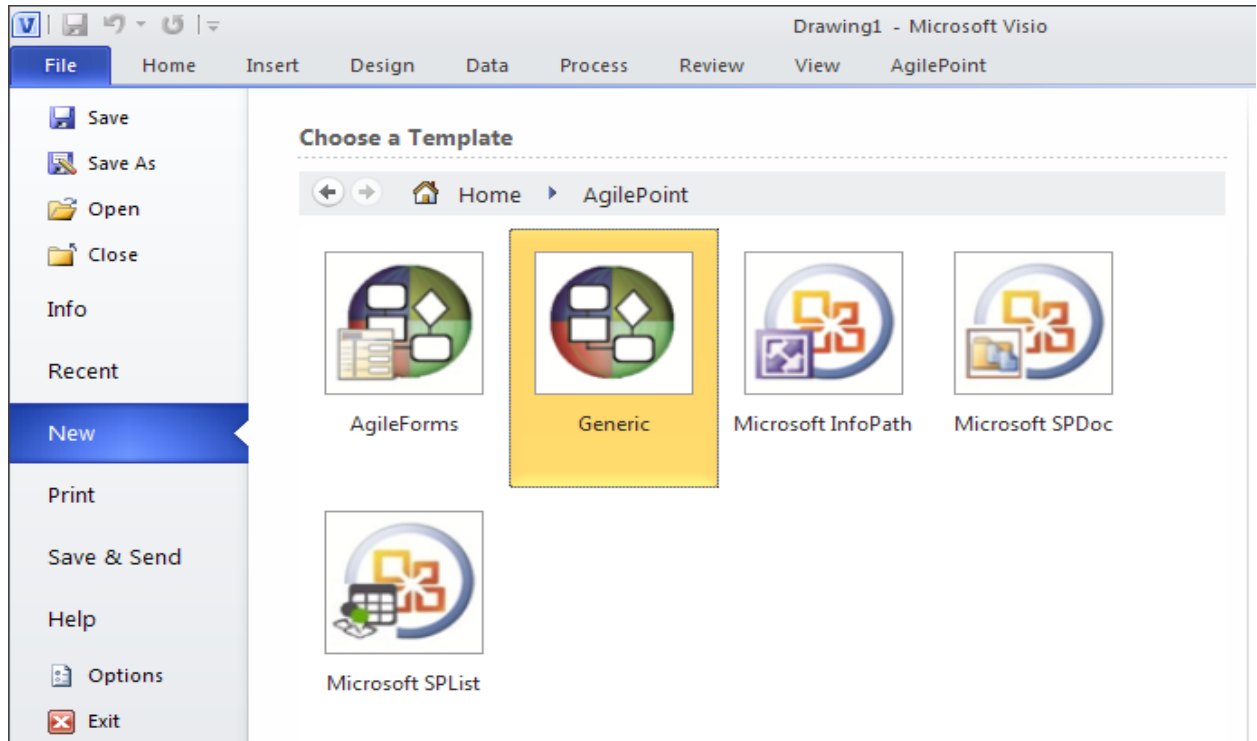 Drawing1 - Microsoft Visio
File Home Insert Design Data Process Review View AgilePoint
Save
Save As
Open
Close
Info
Recent
New
Print
Save & Send
Help
Options
Exit
Choose a Template
Home AgilePoint
AgileForms Generic Microsoft InfoPath Microsoft SPDoc
Microsoft SPList